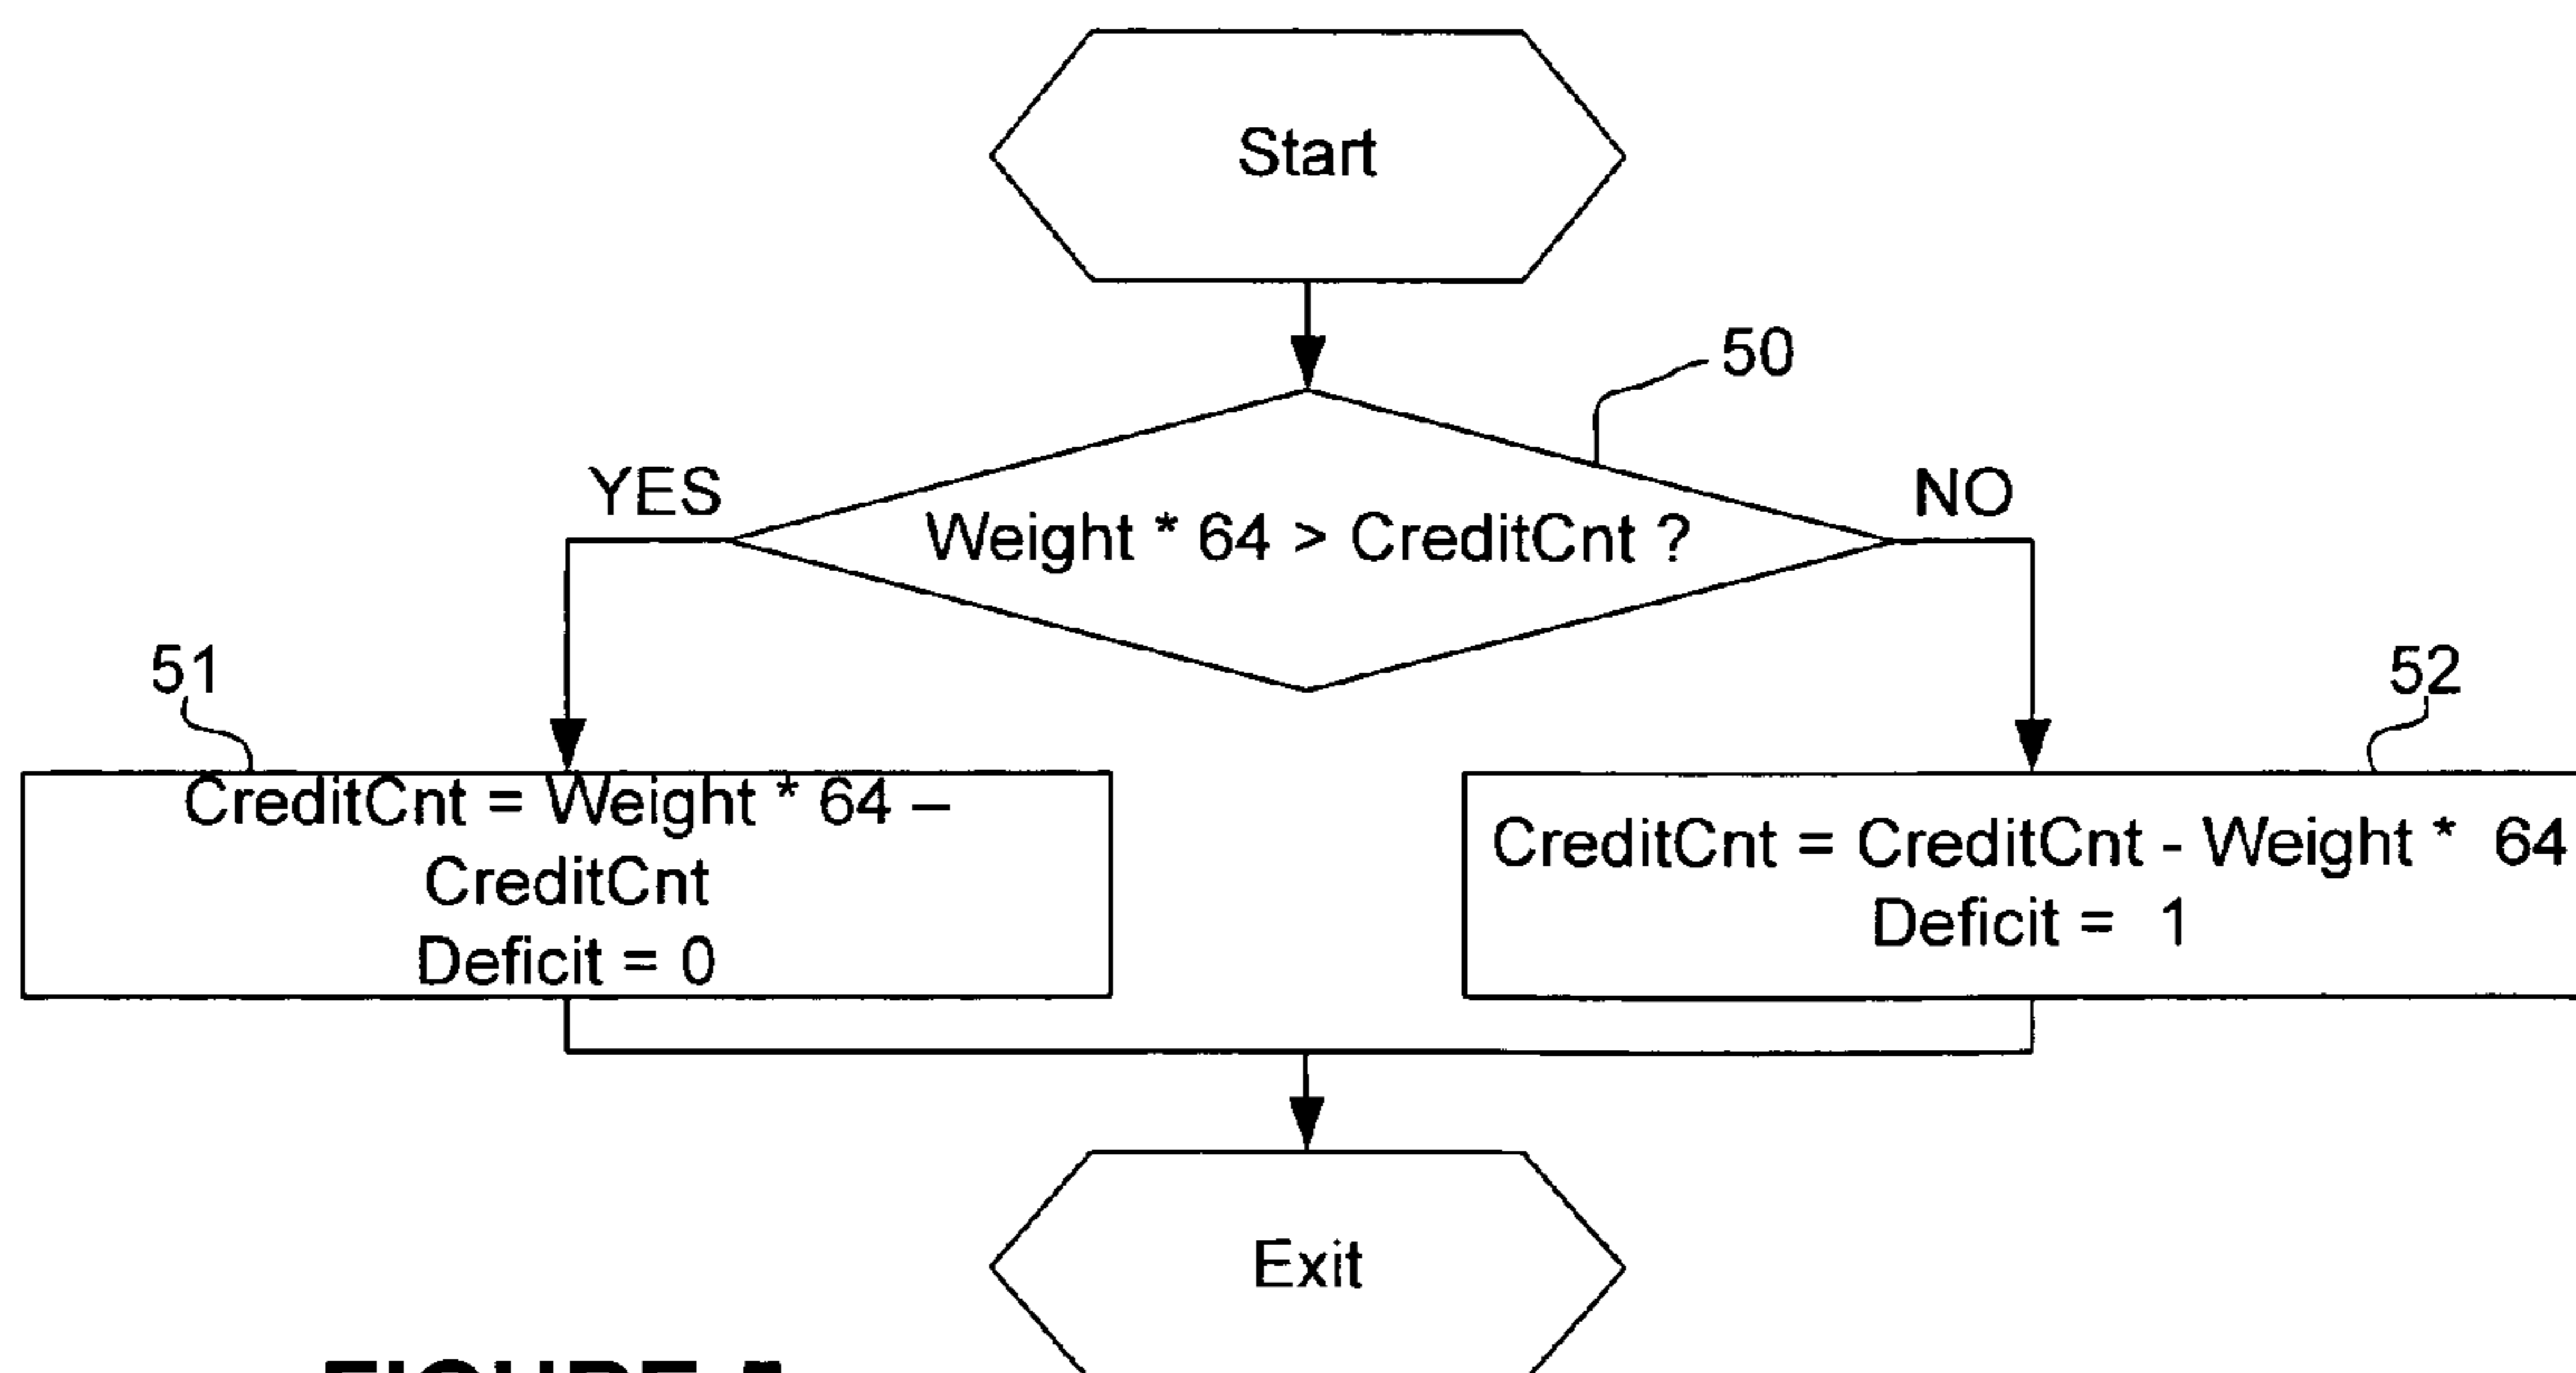 Start
50
YES
NO
Weight * 64 > CreditCnt ?
51
52
CreditCnt = Weight * 64 –
CreditCnt
Deficit = 0
CreditCnt = CreditCnt - Weight * 64
Deficit = 1
Exit
FIGURE